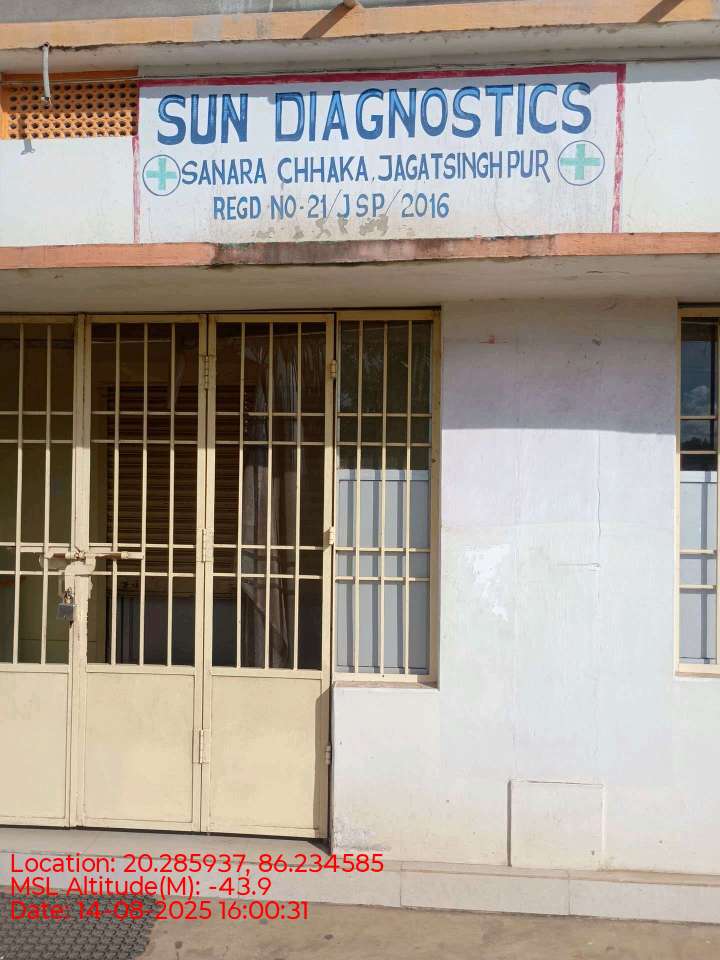 SUN DIAGNOSTICS
SANARA CHHAKA, JAGATSINGHPUR
REGD NO-21/JSP/2016
Location: 20.285937, 86.234585
MSL Altitude(M): -43.9
Date: 14-08-2025 16:00:31